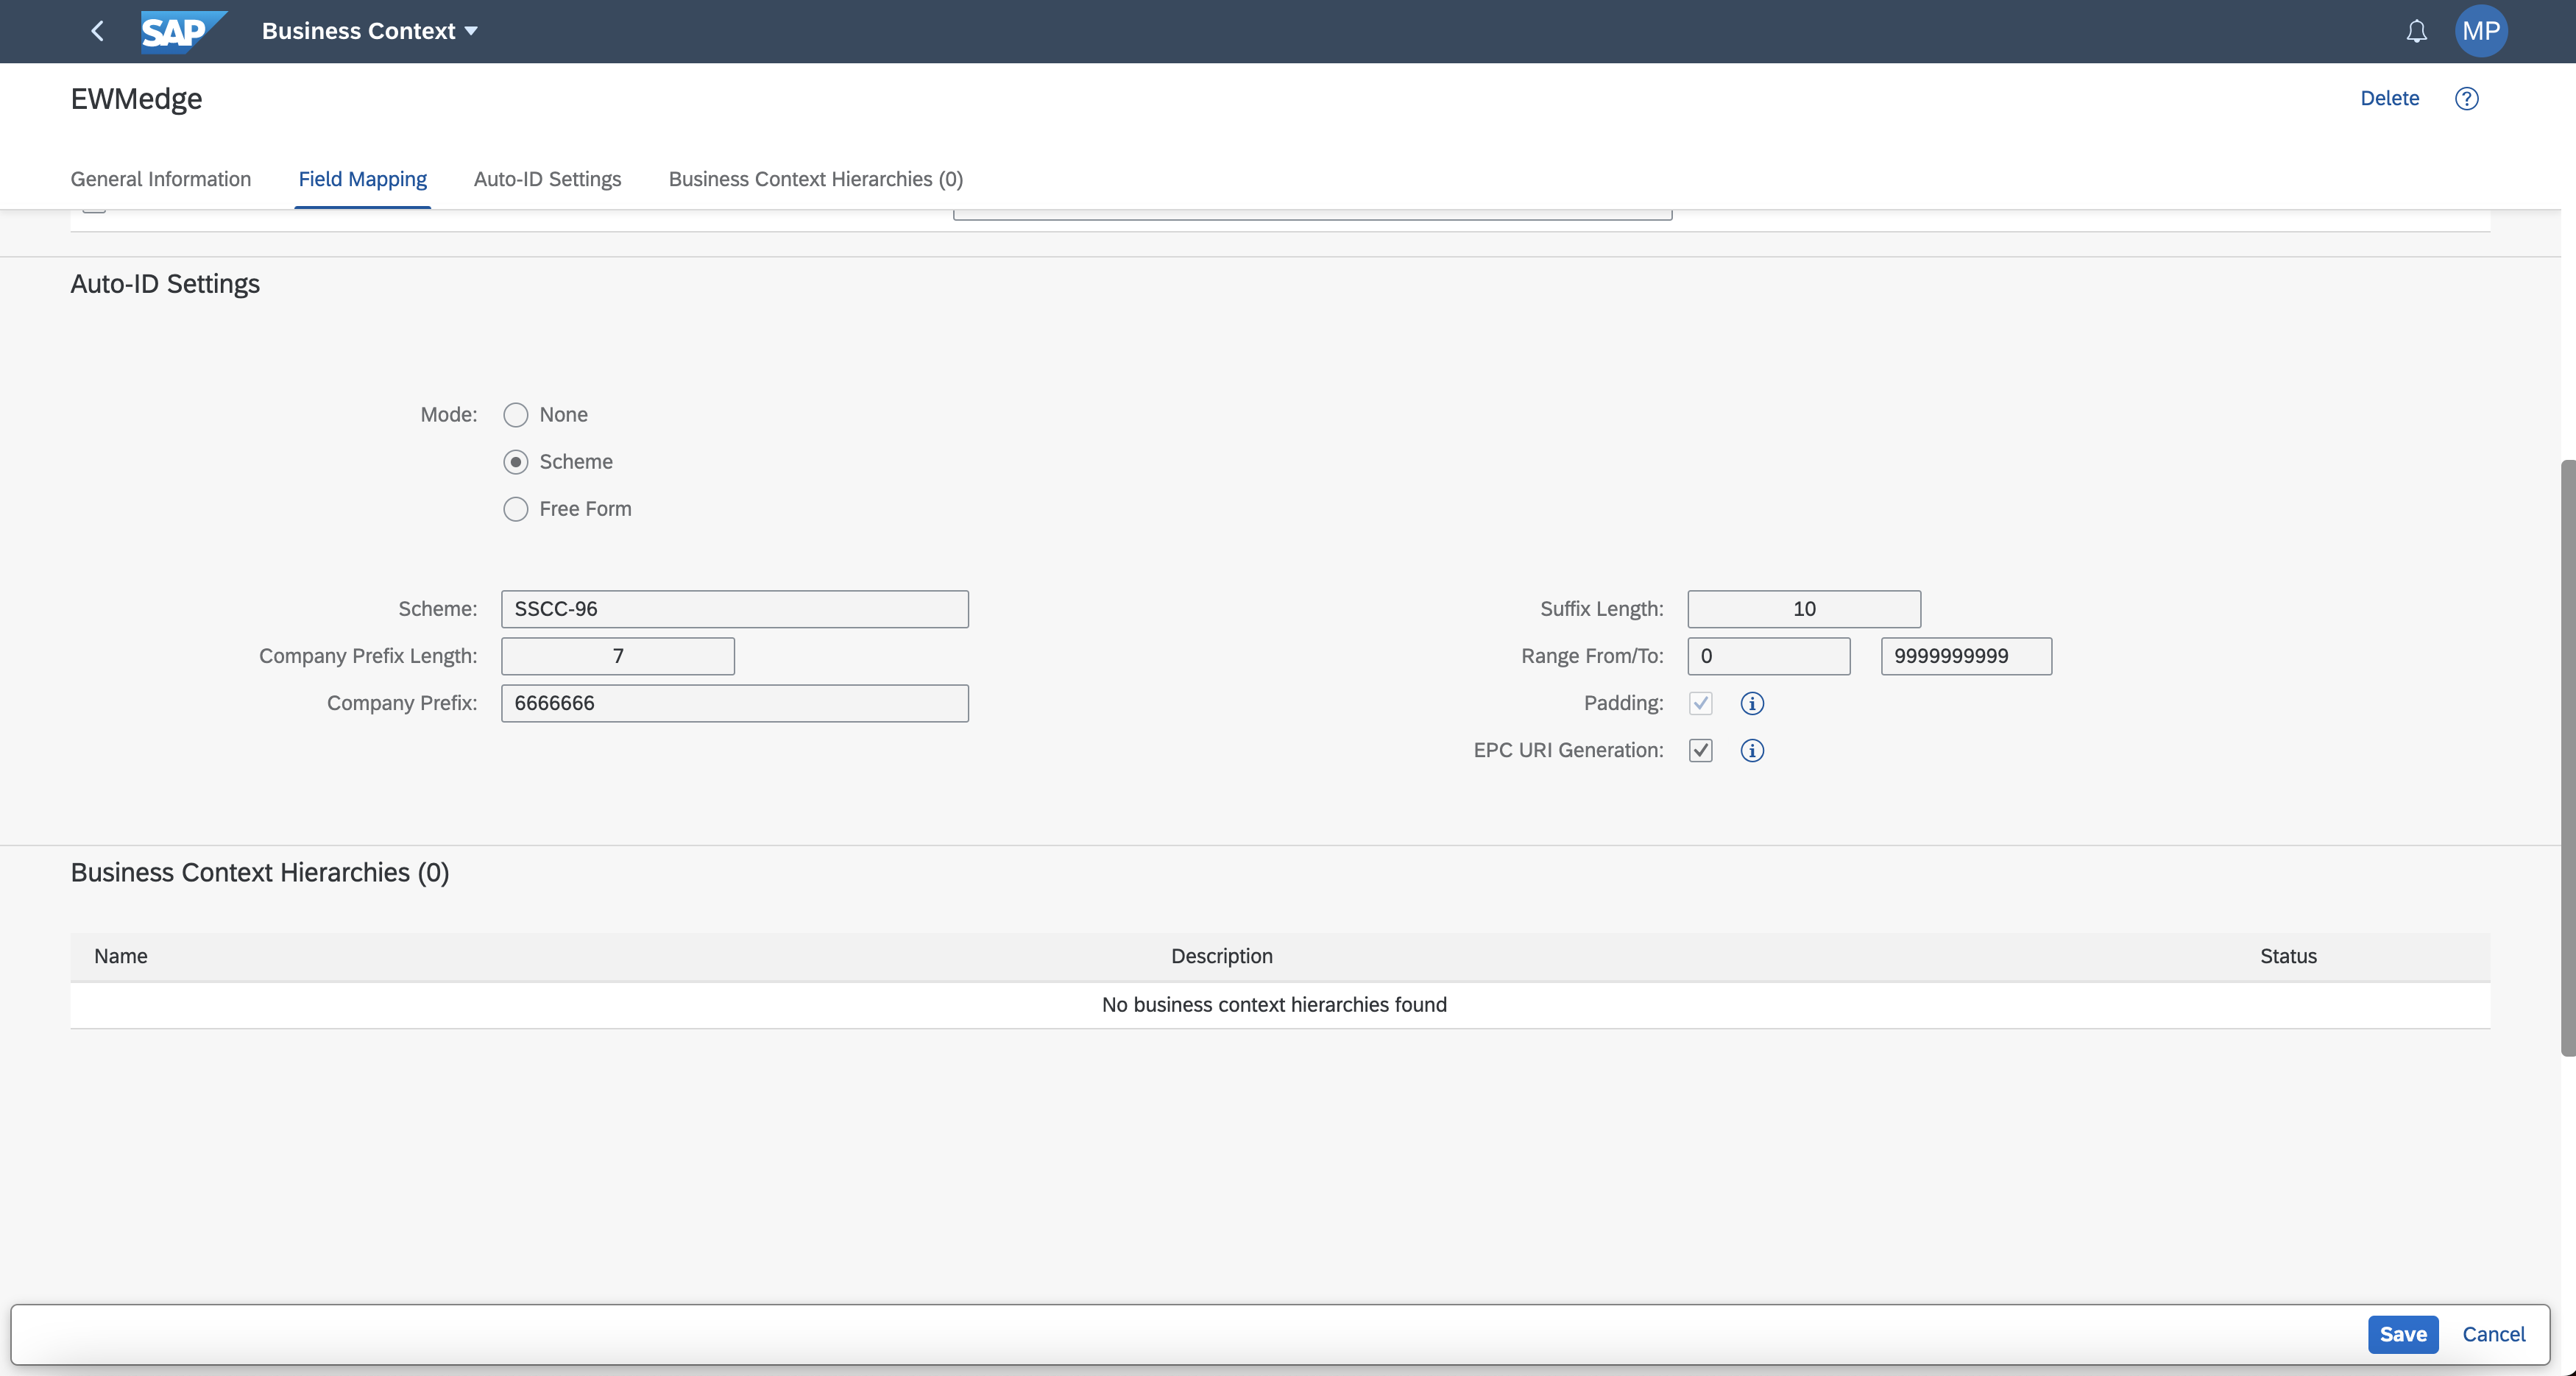 SAP Business Context MP
EWMedge Delete ?
General Information Field Mapping Auto-ID Settings Business Context Hierarchies (0)
Auto-ID Settings
Mode: None
Scheme
Free Form
Scheme: SSCC-96 Suffix Length: 10
Company Prefix Length: 7 Range From/To: 0 9999999999
Company Prefix: 6666666 Padding: i
EPC URI Generation: i
Business Context Hierarchies (0)
Name Description Status
No business context hierarchies found
Save Cancel